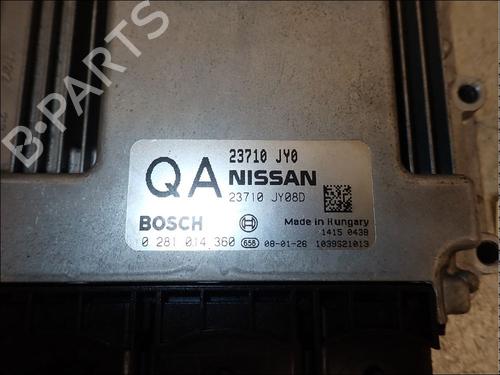 B-PARTS
23710 JY0
QA NISSAN
23710 JY08D
BOSCH Made in Hungary
1415 0438
0 281 014 360 656 08-01-26 1039S21013